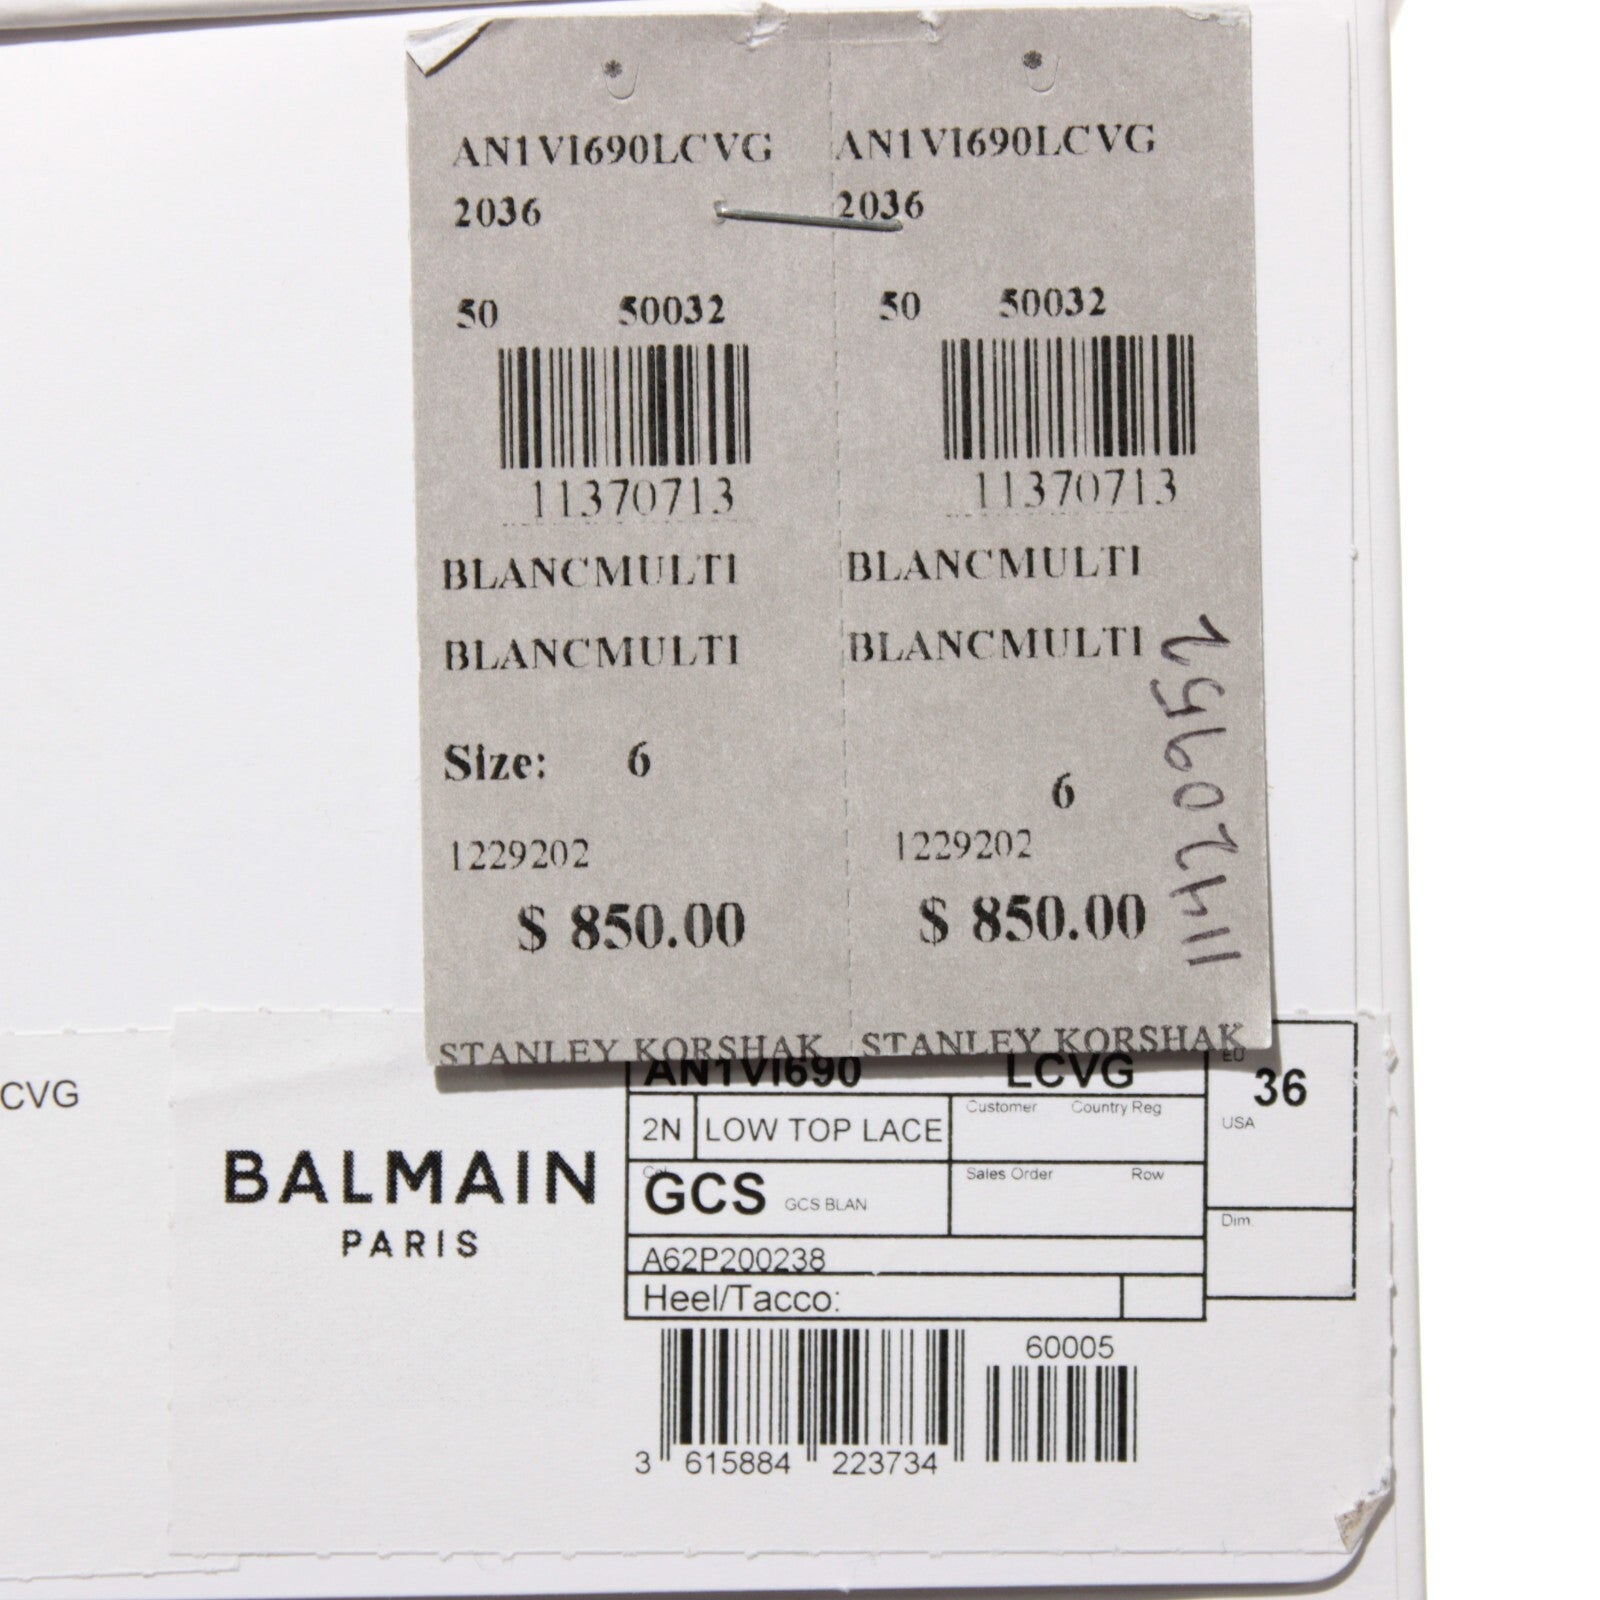 AN1VI690LCVG
2036
50 50032
11370713
BLANCMULTI
BLANCMULTI
Size: 6
1229202
$ 850.00
STANLEY KORSHAK
AN1VI690LCVG
2036
50 50032
11370713
BLANCMULTI
BLANCMULTI
6
1229202
$ 850.00
STANLEY KORSHAK
11420952
CVG
BALMAIN
PARIS
AN1VI690 LCVG
2N LOW TOP LACE
Customer Country Reg
Col
GCS GCS BLAN
Sales Order Row
A62P200238
Heel/Tacco:
EU
36
USA
Dim.
3 615884 223734
60005